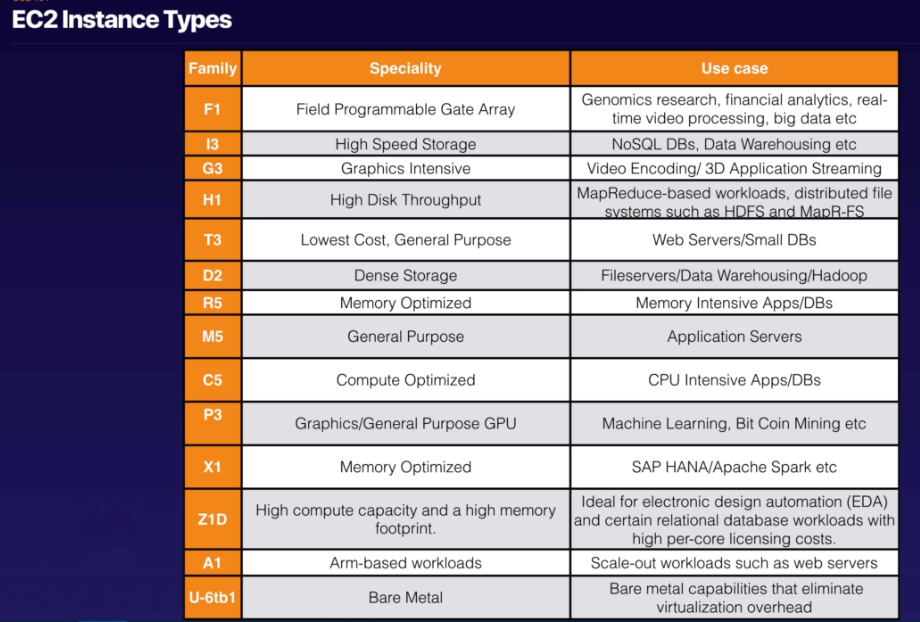 EC2 Instance Types
Family Speciality Use case
F1 Field Programmable Gate Array Genomics research, financial analytics, real-
time video processing, big data etc
I3 High Speed Storage NoSQL DBs, Data Warehousing etc
G3 Graphics Intensive Video Encoding/ 3D Application Streaming
H1 High Disk Throughput MapReduce-based workloads, distributed file
systems such as HDFS and MapR-FS
T3 Lowest Cost, General Purpose Web Servers/Small DBs
D2 Dense Storage Fileservers/Data Warehousing/Hadoop
R5 Memory Optimized Memory Intensive Apps/DBs
M5 General Purpose Application Servers
C5 Compute Optimized CPU Intensive Apps/DBs
P3 Graphics/General Purpose GPU Machine Learning, Bit Coin Mining etc
X1 Memory Optimized SAP HANA/Apache Spark etc
Z1D High compute capacity and a high memory
footprint.
Ideal for electronic design automation (EDA)
and certain relational database workloads with
high per-core licensing costs.
A1 Arm-based workloads Scale-out workloads such as web servers
U-6tb1 Bare Metal Bare metal capabilities that eliminate
virtualization overhead